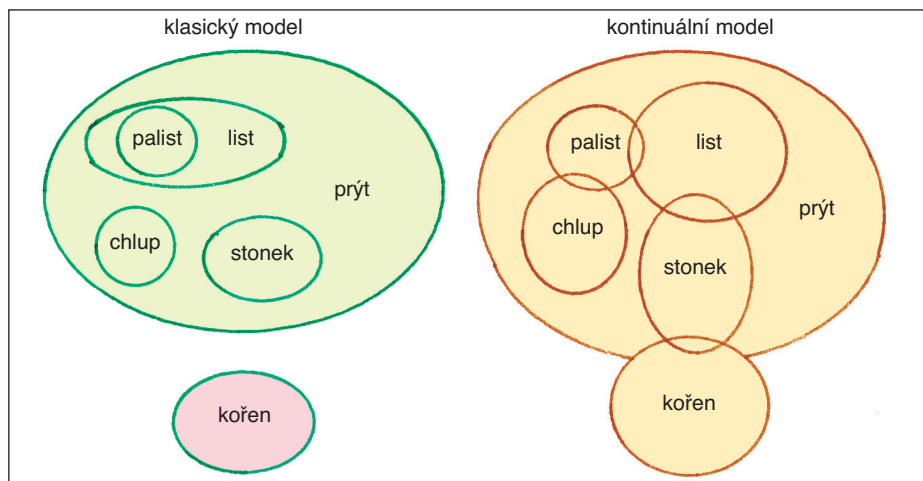 klasický model
palist
list
prýt
chlup
stonek
kořen
kontinuální model
palist
list
prýt
chlup
stonek
kořen